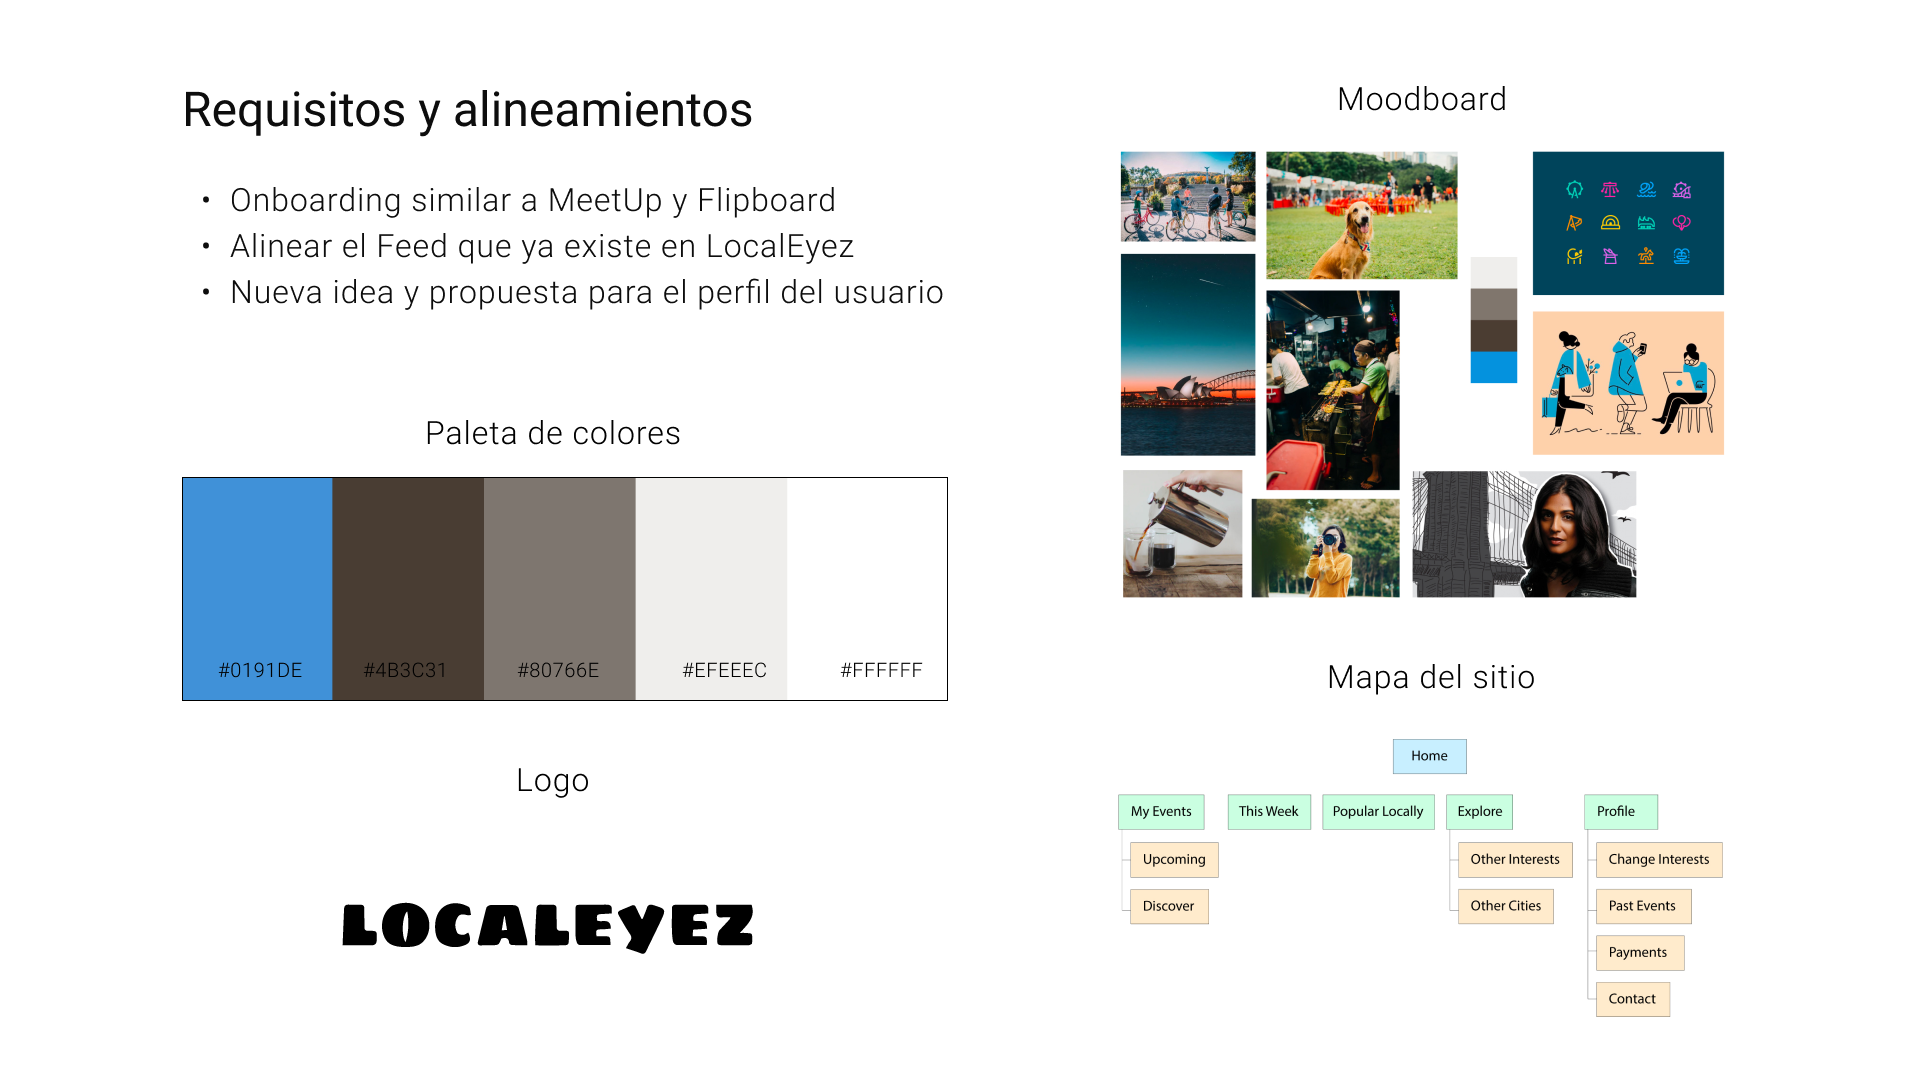 Requisitos y alineamientos
• Onboarding similar a MeetUp y Flipboard
• Alinear el Feed que ya existe en LocalEyez
• Nueva idea y propuesta para el perfil del usuario
Paleta de colores
#0191DE
#4B3C31
#80766E
#EFEEEC
#FFFFFF
Logo
LOCALEYEZ
Moodboard
Mapa del sitio
Home
My Events
This Week
Popular Locally
Explore
Profile
Upcoming
Discover
Other Interests
Other Cities
Change Interests
Past Events
Payments
Contact